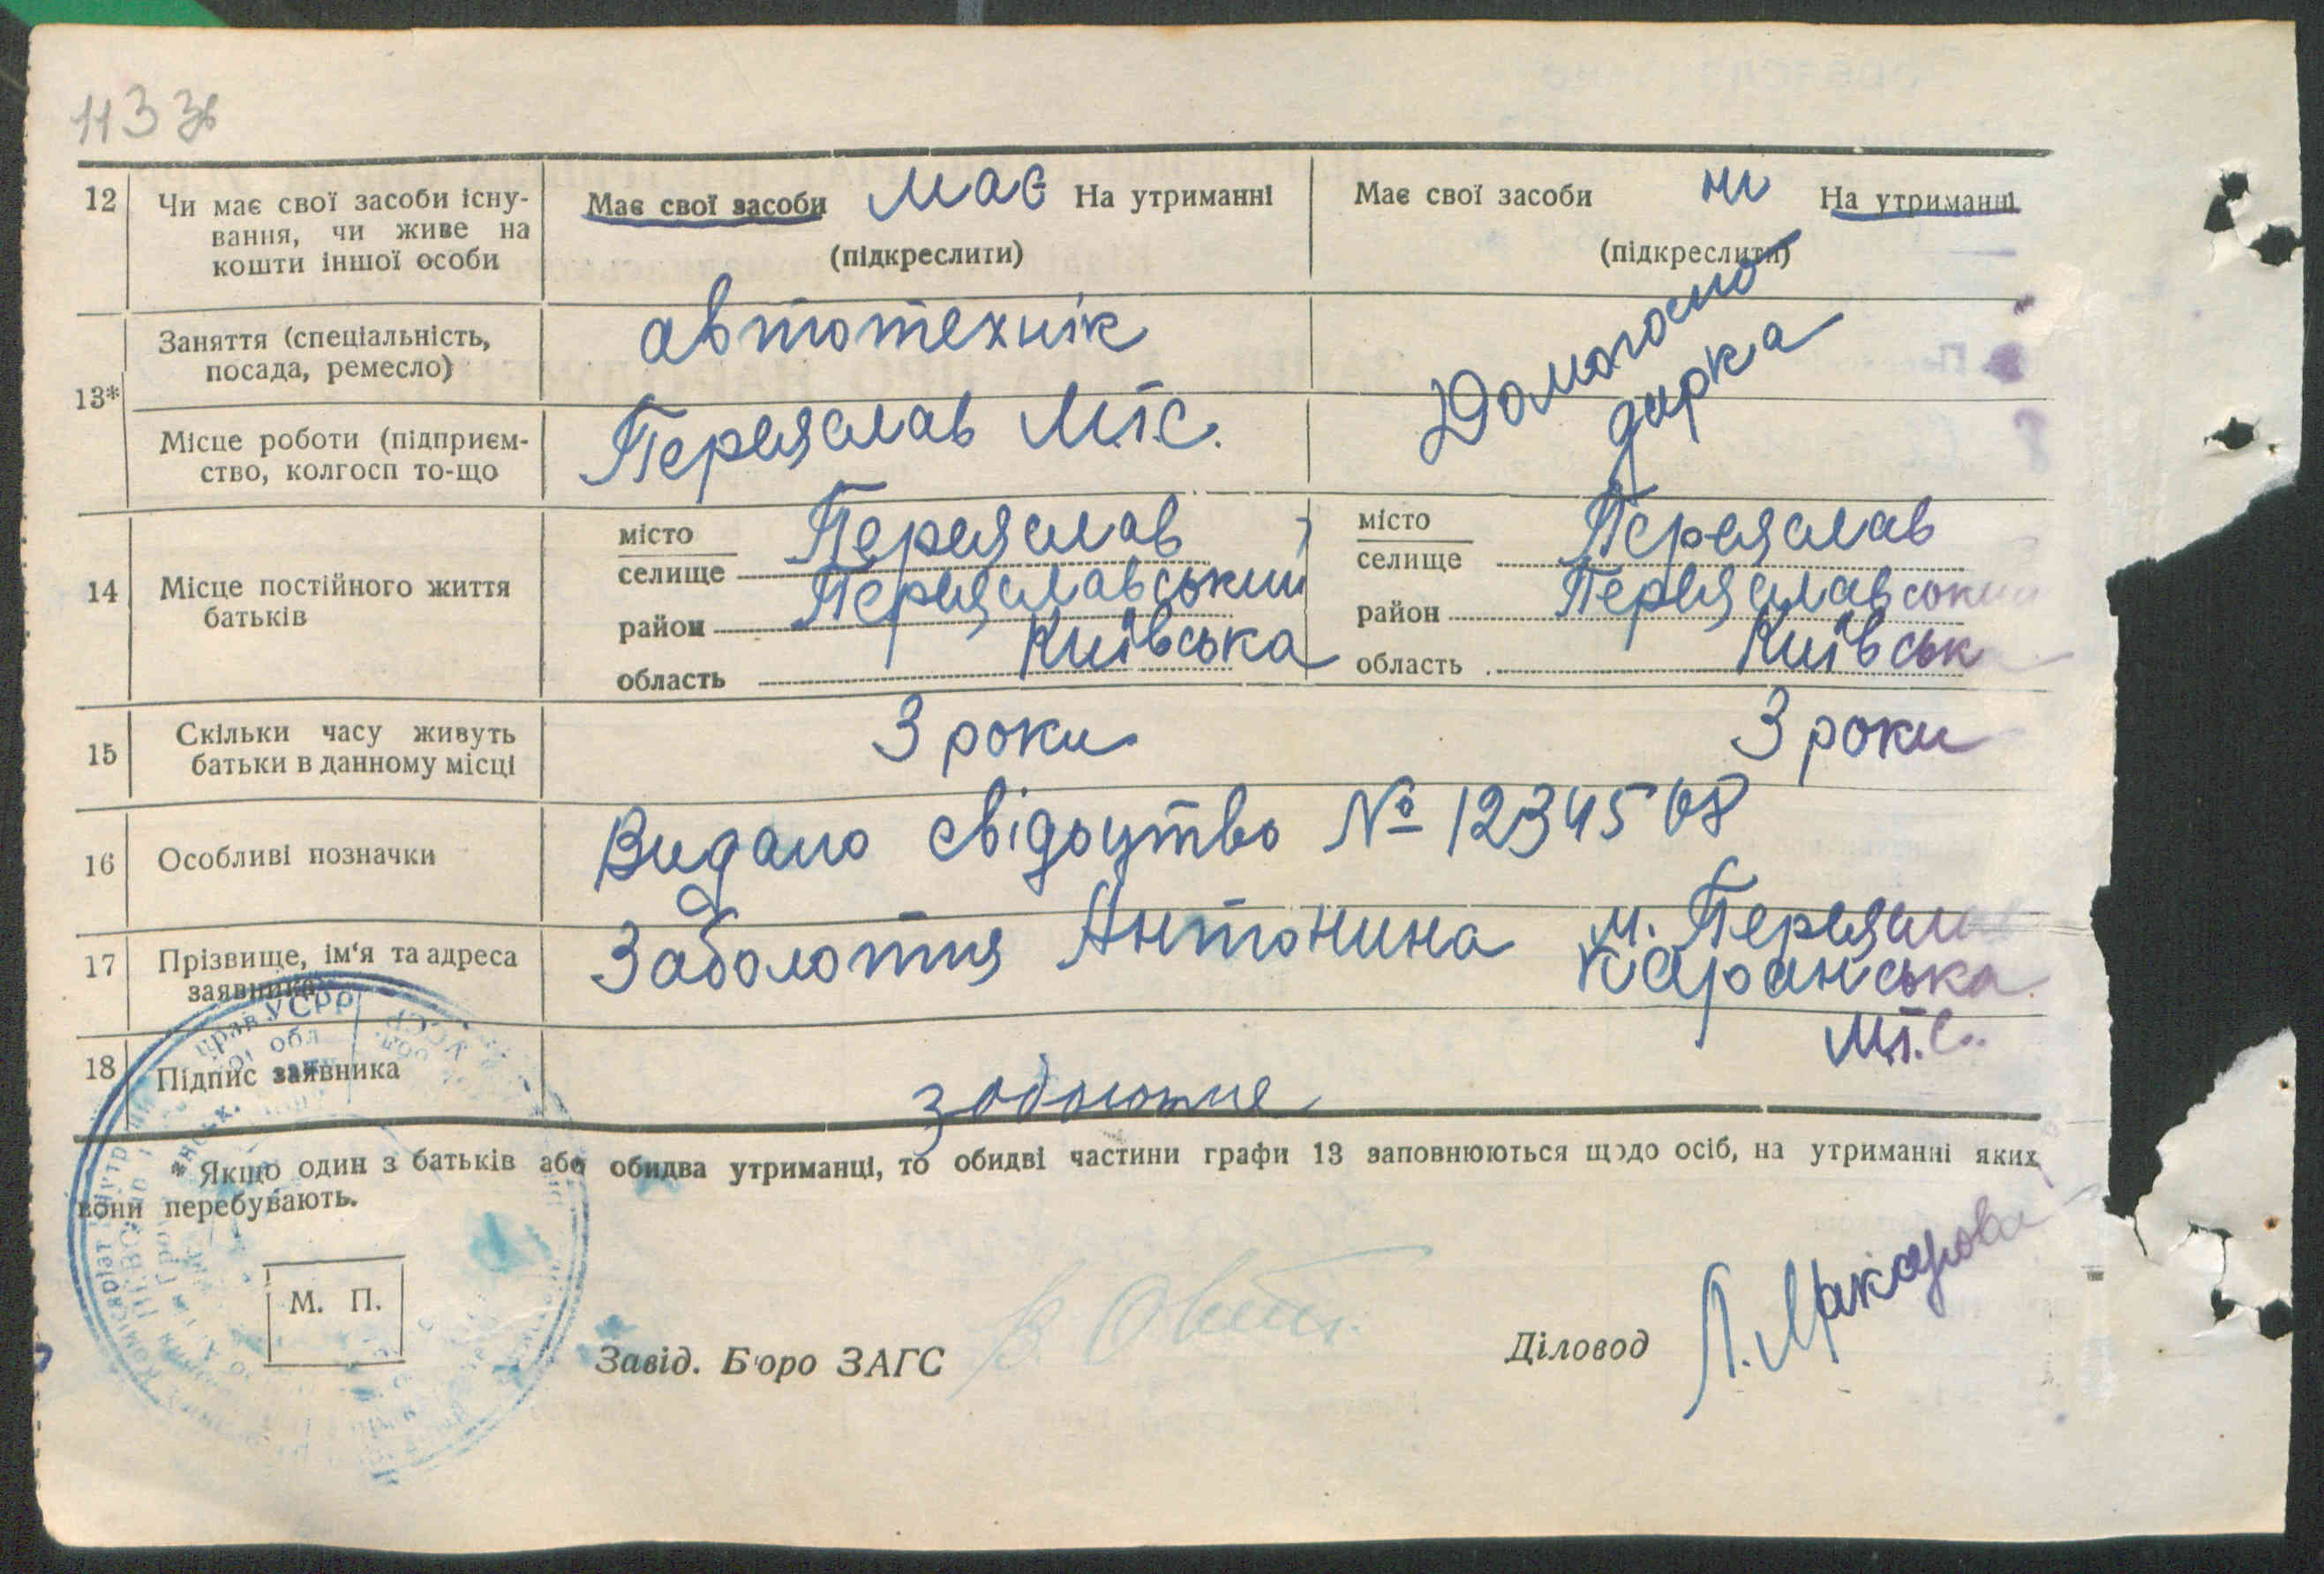 113 зв
12 Чи має свої засоби існу- Має свої засоби має На утриманні Має свої засоби ні На утриманні
вання, чи живе на
кошти іншої особи (підкреслити) (підкреслити)
13* Заняття (спеціальність, автотехнік Домогоспо
посада, ремесло) дарка
Місце роботи (підприєм- Переяслав М.Т.С.
ство, колгосп то-що
14 Місце постійного життя місто Переяслав місто Переяслав
батьків селище селище
район Переяславський район Переяславський
область Київська область Київськ
15 Скільки часу живуть 3 роки 3 роки
батьки в данному місці
16 Особливі позначки Видано свідоцтво № 1234508
17 Прізвище, ім'я та адреса Заболотня Антонина м. Переяслав
заявника Каранська
М.Т.С.
18 Підпис заявника Заболотня
*Якщо один з батьків або обидва утриманці, то обидві частини графи 13 заповнюються щодо осіб, на утриманні яких
вони перебувають.
М. П.
Завід. Бюро ЗАГС Діловод Л. Макарова